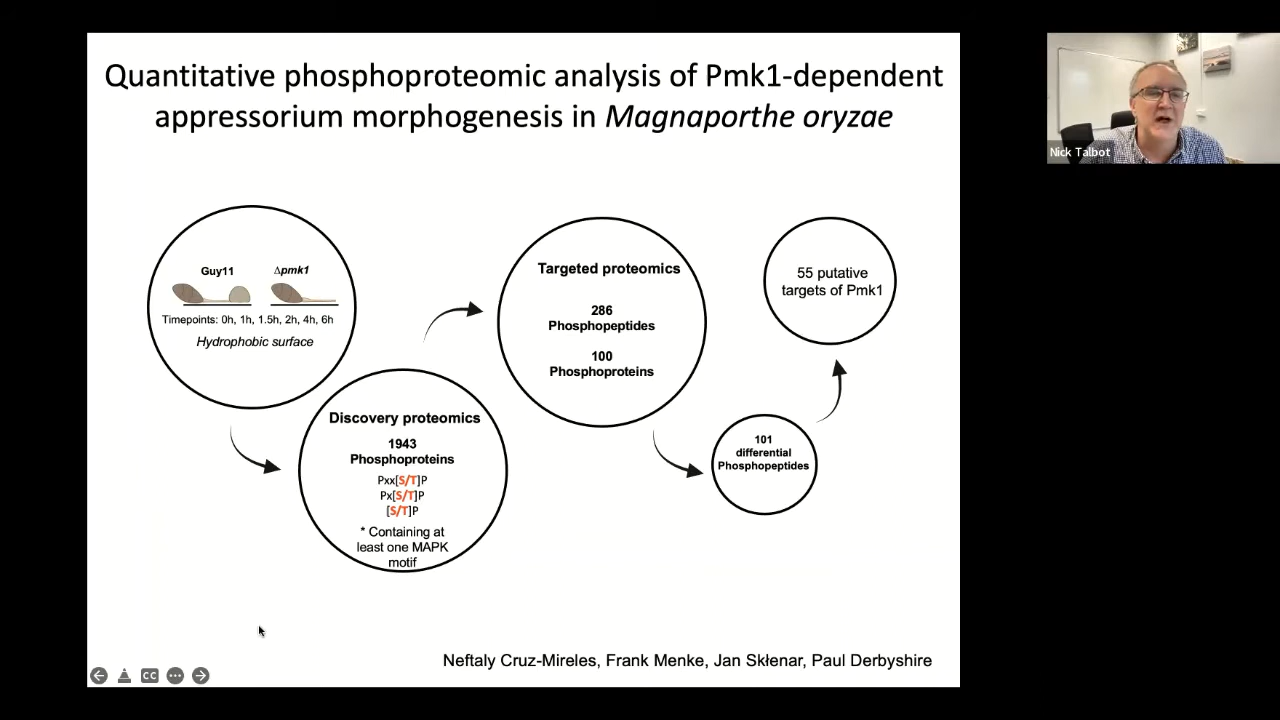 Quantitative phosphoproteomic analysis of Pmk1-dependent
appressorium morphogenesis in Magnaporthe oryzae
Nick Talbot
Guy11
Δpmk1
Timepoints: 0h, 1h, 1.5h, 2h, 4h, 6h
Hydrophobic surface
Discovery proteomics
1943
Phosphoproteins
Pxx[S/T]P
Px[S/T]P
[S/T]P
* Containing at
least one MAPK
motif
Targeted proteomics
286
Phosphopeptides
100
Phosphoproteins
101
differential
Phosphopeptides
55 putative
targets of Pmk1
Neftaly Cruz-Mireles, Frank Menke, Jan Sklenar, Paul Derbyshire
CC